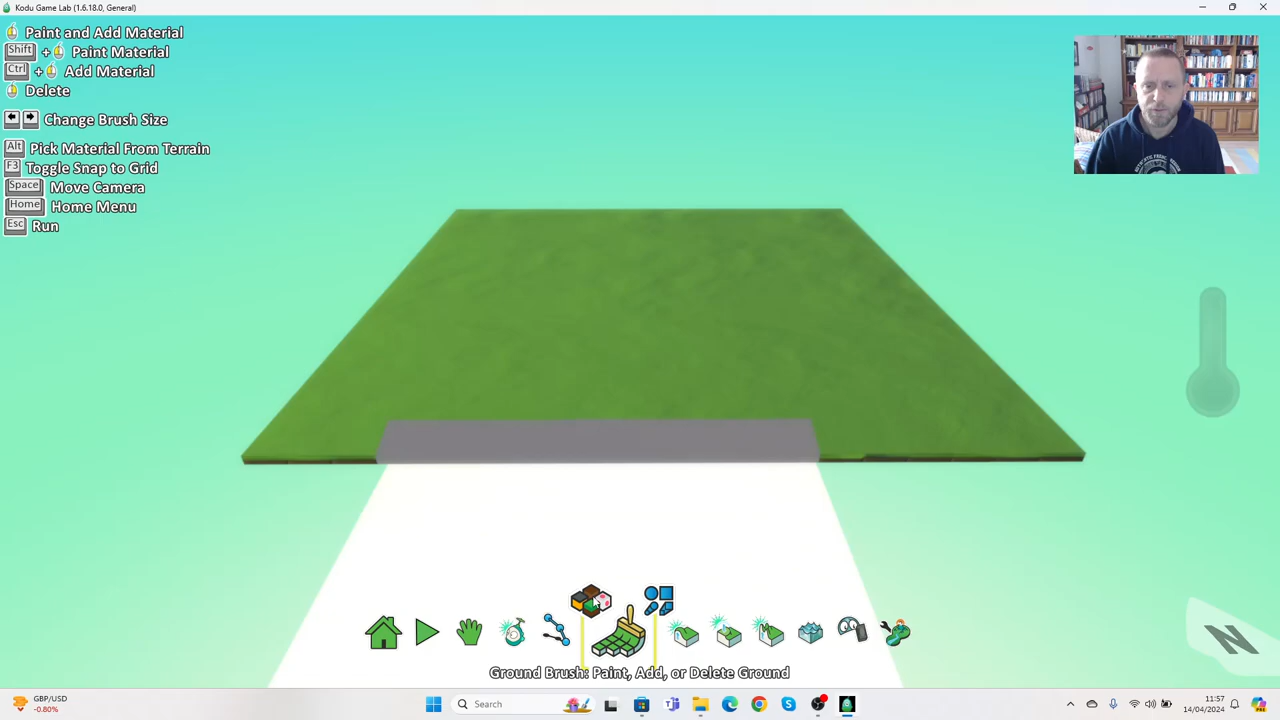 Kodu Game Lab (1.6.18.0, General)
Paint and Add Material
Shift + Paint Material
Ctrl + Add Material
Delete
Change Brush Size
Alt Pick Material From Terrain
F3 Toggle Snap to Grid
Space Move Camera
Home Home Menu
Esc Run
N
Ground Brush: Paint, Add, or Delete Ground
GBP/USD
-0.80%
Search
11:57
14/04/2024